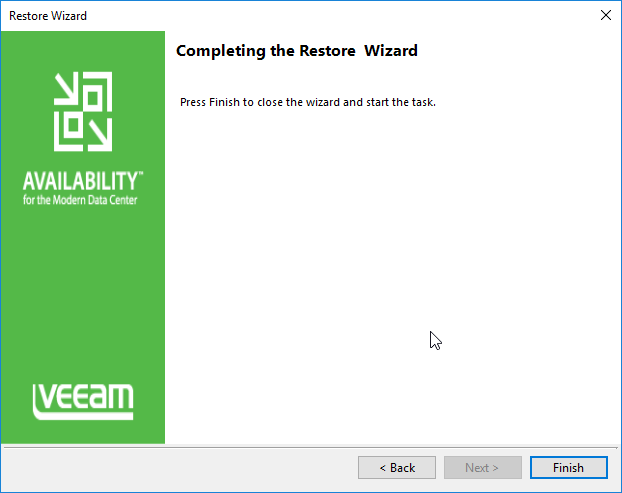 Restore Wizard
Completing the Restore Wizard
Press Finish to close the wizard and start the task.
AVAILABILITY™
for the Modern Data Center
veeam
< Back
Next >
Finish